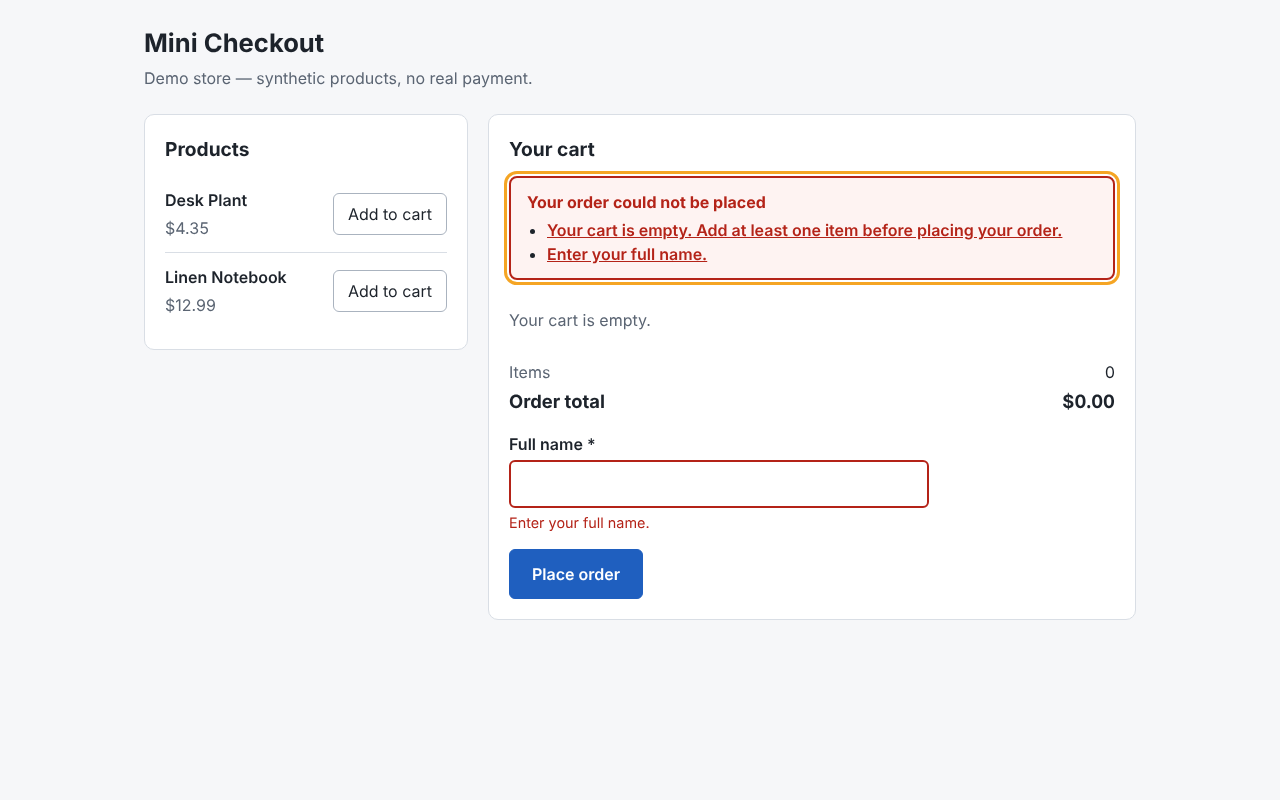 Mini Checkout
Demo store — synthetic products, no real payment.
Products
Desk Plant
$4.35
Add to cart
Linen Notebook
$12.99
Add to cart
Your cart
Your order could not be placed
Your cart is empty. Add at least one item before placing your order.
Enter your full name.
Your cart is empty.
Items 0
Order total $0.00
Full name *
Enter your full name.
Place order